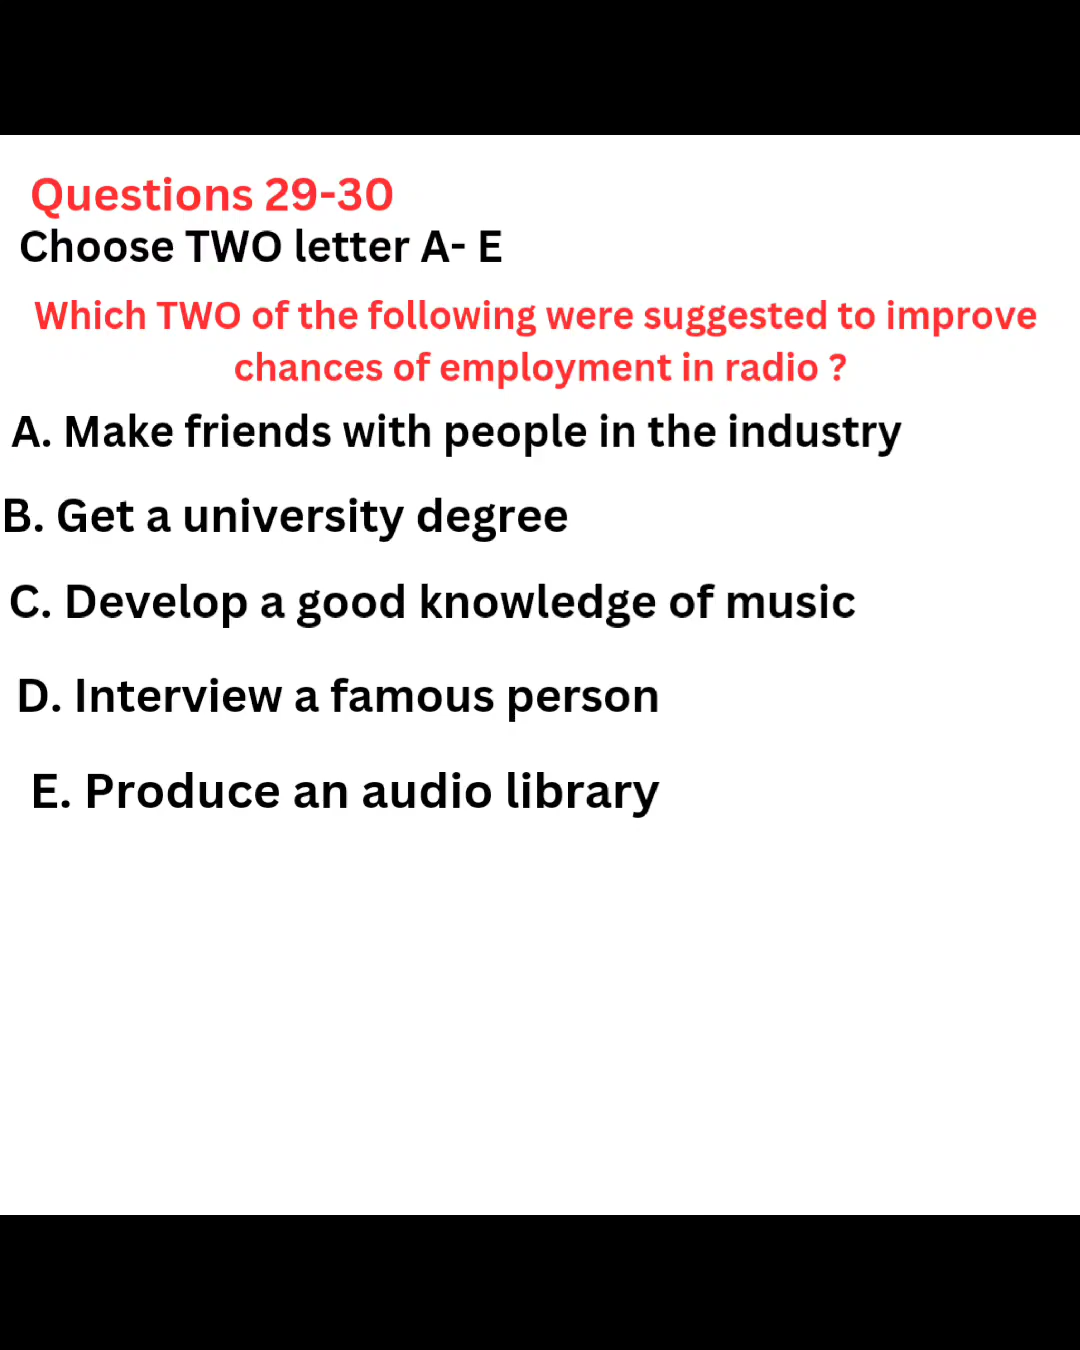 Questions 29-30
Choose TWO letter A- E
Which TWO of the following were suggested to improve
chances of employment in radio ?
A. Make friends with people in the industry
B. Get a university degree
C. Develop a good knowledge of music
D. Interview a famous person
E. Produce an audio library